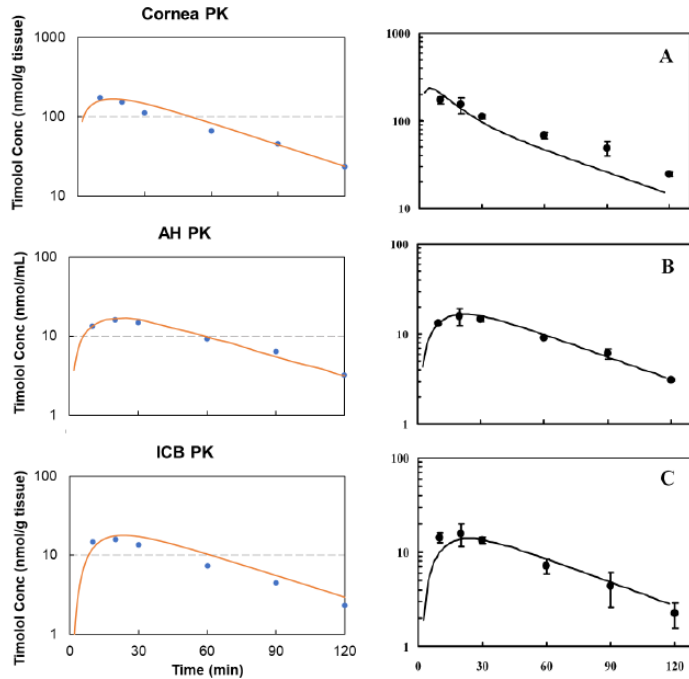 Cornea PK
Timolol Conc (nmol/g tissue)
1000
100
10
A
1000
100
10
AH PK
Timolol Conc (nmol/mL)
100
10
1
B
100
10
1
ICB PK
Timolol Conc (nmol/g tissue)
100
10
1
0 30 60 90 120
Time (min)
C
100
10
1
0 30 60 90 120